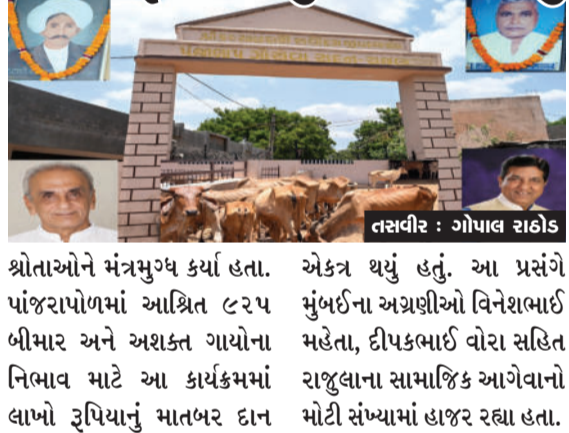 તસવીર : ગોપાલ રાઠોડ
શ્રોતાઓને મંત્રમુગ્ધ કર્યા હતા.
પાંજરાપોળમાં આશ્રિત ૯૨૫
બીમાર અને અશક્ત ગાયોના
નિભાવ માટે આ કાર્યક્રમમાં
લાખો રૂપિયાનું માતબર દાન
એકત્ર થયું હતું. આ પ્રસંગે
મુંબઈના અગ્રણીઓ વિનેશભાઈ
મહેતા, દીપકભાઈ વોરા સહિત
રાજુલાના સામાજિક આગેવાનો
મોટી સંખ્યામાં હાજર રહ્યા હતા.